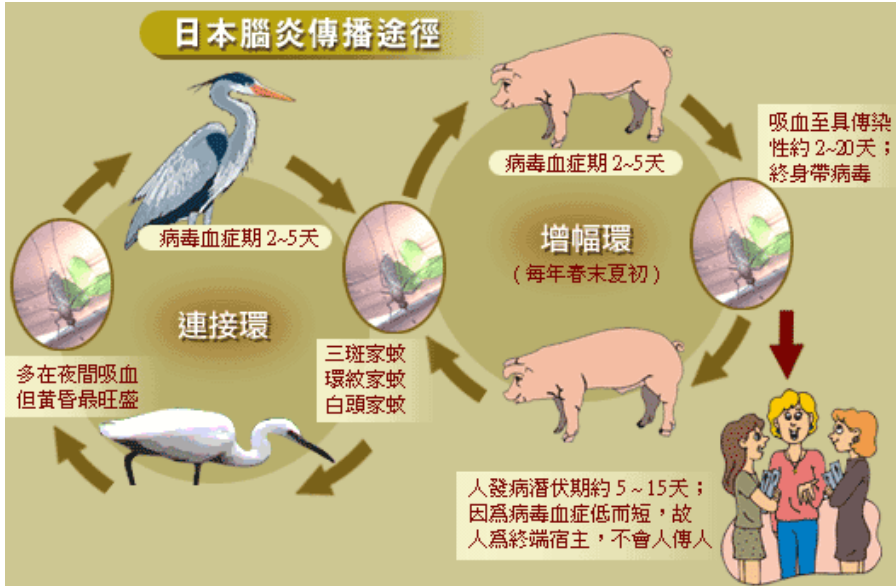 日本腦炎傳播途徑
病毒血症期 2~5天
連接環
多在夜間吸血
但黃昏最旺盛
三斑家蚊
環紋家蚊
白頭家蚊
病毒血症期 2~5天
增幅環
(每年春末夏初)
吸血至具傳染
性約 2~20天；
終身帶病毒
人發病潛伏期約 5 ~ 15天；
因爲病毒血症低而短，故
人爲終端宿主，不會人傳人